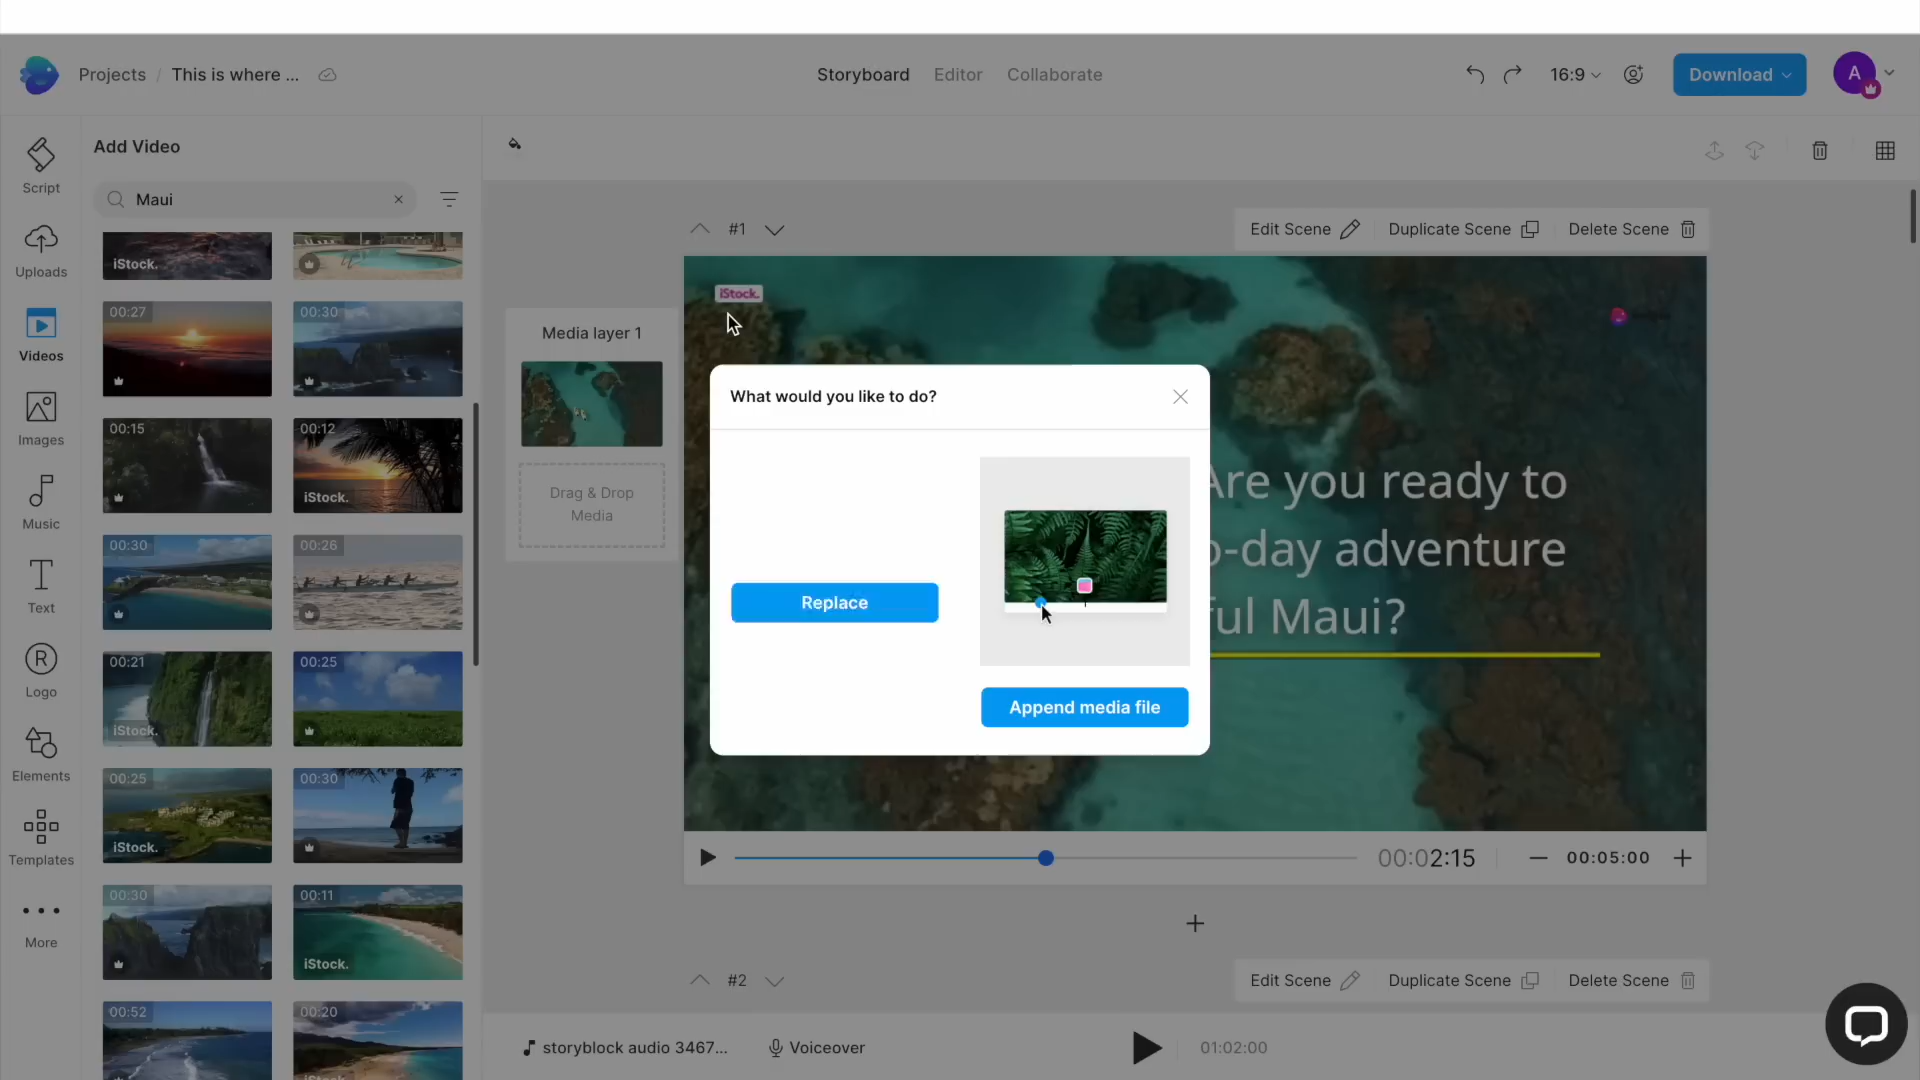 Projects / This is where ...
Storyboard
Editor
Collaborate
16:9
Download
A
Script
Uploads
Videos
Images
Music
Text
Logo
Elements
Templates
More
Add Video
Maui
iStock.
00:27
00:30
00:15
00:12
iStock.
00:30
00:26
00:21
iStock.
00:25
00:25
iStock.
00:30
00:30
00:11
iStock.
00:52
00:20
iStock.
#1
Edit Scene
Duplicate Scene
Delete Scene
Media layer 1
Drag & Drop
Media
iStock.
Are you ready to
o-day adventure
ful Maui?
What would you like to do?
Replace
Append media file
00:02:15
00:05:00
#2
Edit Scene
Duplicate Scene
Delete Scene
storyblock audio 3467...
Voiceover
01:02:00